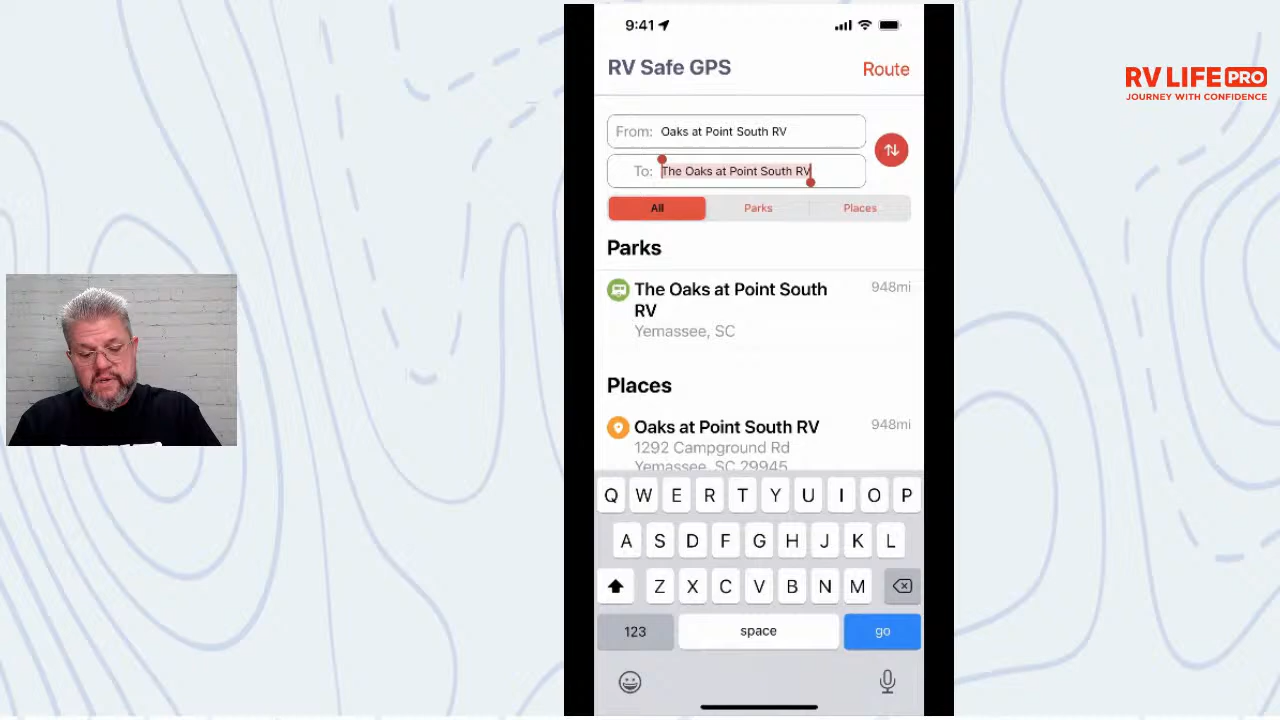 9:41
RV LIFE PRO
JOURNEY WITH CONFIDENCE
RV Safe GPS
Route
From: Oaks at Point South RV
To: The Oaks at Point South RV
All Parks Places
Parks
The Oaks at Point South 948mi
RV
Yemassee, SC
Places
Oaks at Point South RV 948mi
1292 Campground Rd
Yemassee, SC 29945
Q W E R T Y U I O P
A S D F G H J K L
Z X C V B N M
123 space go